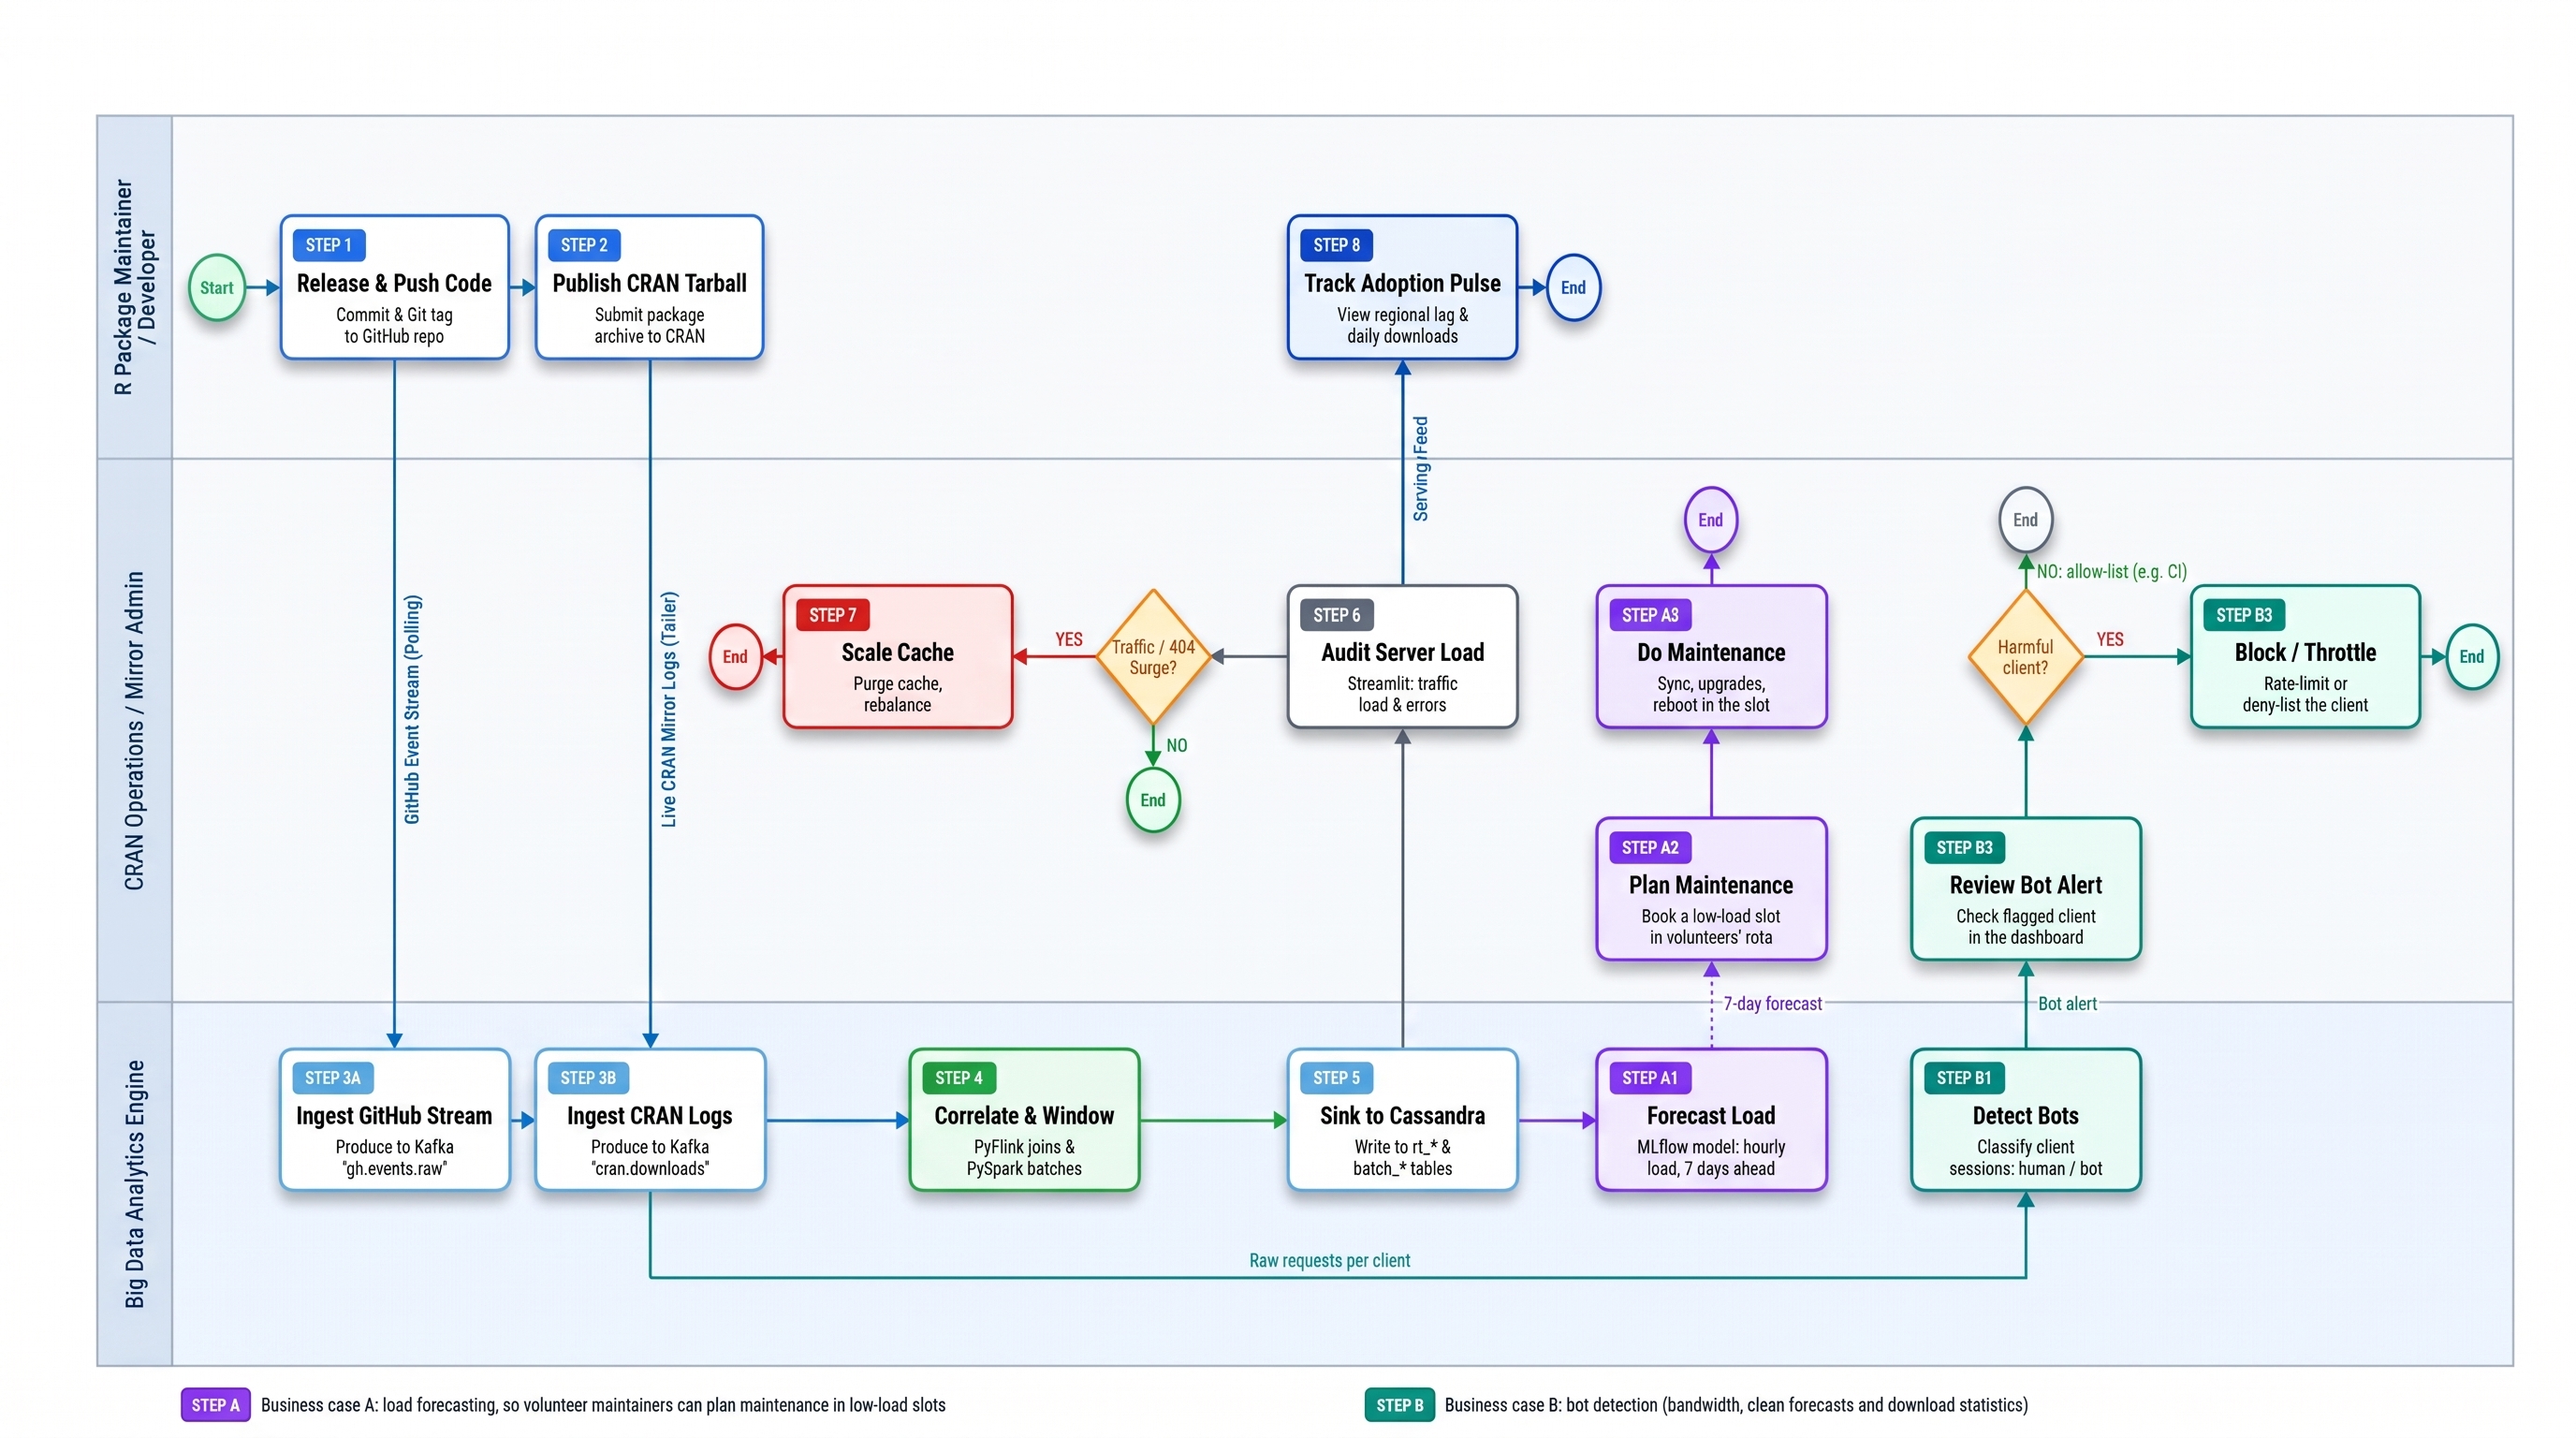 R Package Maintainer
/ Developer
Start
STEP 1
Release & Push Code
Commit & Git tag
to GitHub repo
STEP 2
Publish CRAN Tarball
Submit package
archive to CRAN
STEP 8
Track Adoption Pulse
View regional lag &
daily downloads
End
Serving Feed
CRAN Operations / Mirror Admin
GitHub Event Stream (Polling)
Live CRAN Mirror Logs (Tailer)
End
STEP 7
Scale Cache
Purge cache,
rebalance
YES
Traffic / 404
Surge?
NO
End
STEP 6
Audit Server Load
Streamlit: traffic
load & errors
End
STEP A3
Do Maintenance
Sync, upgrades,
reboot in the slot
STEP A2
Plan Maintenance
Book a low-load slot
in volunteers' rota
7-day forecast
End
NO: allow-list (e.g. CI)
Harmful
client?
YES
STEP B3
Block / Throttle
Rate-limit or
deny-list the client
End
STEP B3
Review Bot Alert
Check flagged client
in the dashboard
Bot alert
Big Data Analytics Engine
STEP 3A
Ingest GitHub Stream
Produce to Kafka
"gh.events.raw"
STEP 3B
Ingest CRAN Logs
Produce to Kafka
"cran.downloads"
STEP 4
Correlate & Window
PyFlink joins &
PySpark batches
STEP 5
Sink to Cassandra
Write to rt_* &
batch_* tables
STEP A1
Forecast Load
MLflow model: hourly
load, 7 days ahead
STEP B1
Detect Bots
Classify client
sessions: human / bot
Raw requests per client
STEP A
Business case A: load forecasting, so volunteer maintainers can plan maintenance in low-load slots
STEP B
Business case B: bot detection (bandwidth, clean forecasts and download statistics)